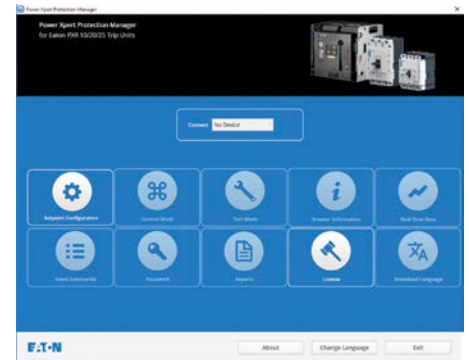 Power Xpert Protection Manager
Power Xpert Protection Manager
for Eaton PXR 10/20/25 Trip Units
Connect No Device
Setpoint Configuration
Control Mode
Test Mode
Breaker Information
Real Time Data
Event Summaries
Password
Reports
License
Download Language
EATON
About
Change Language
Exit